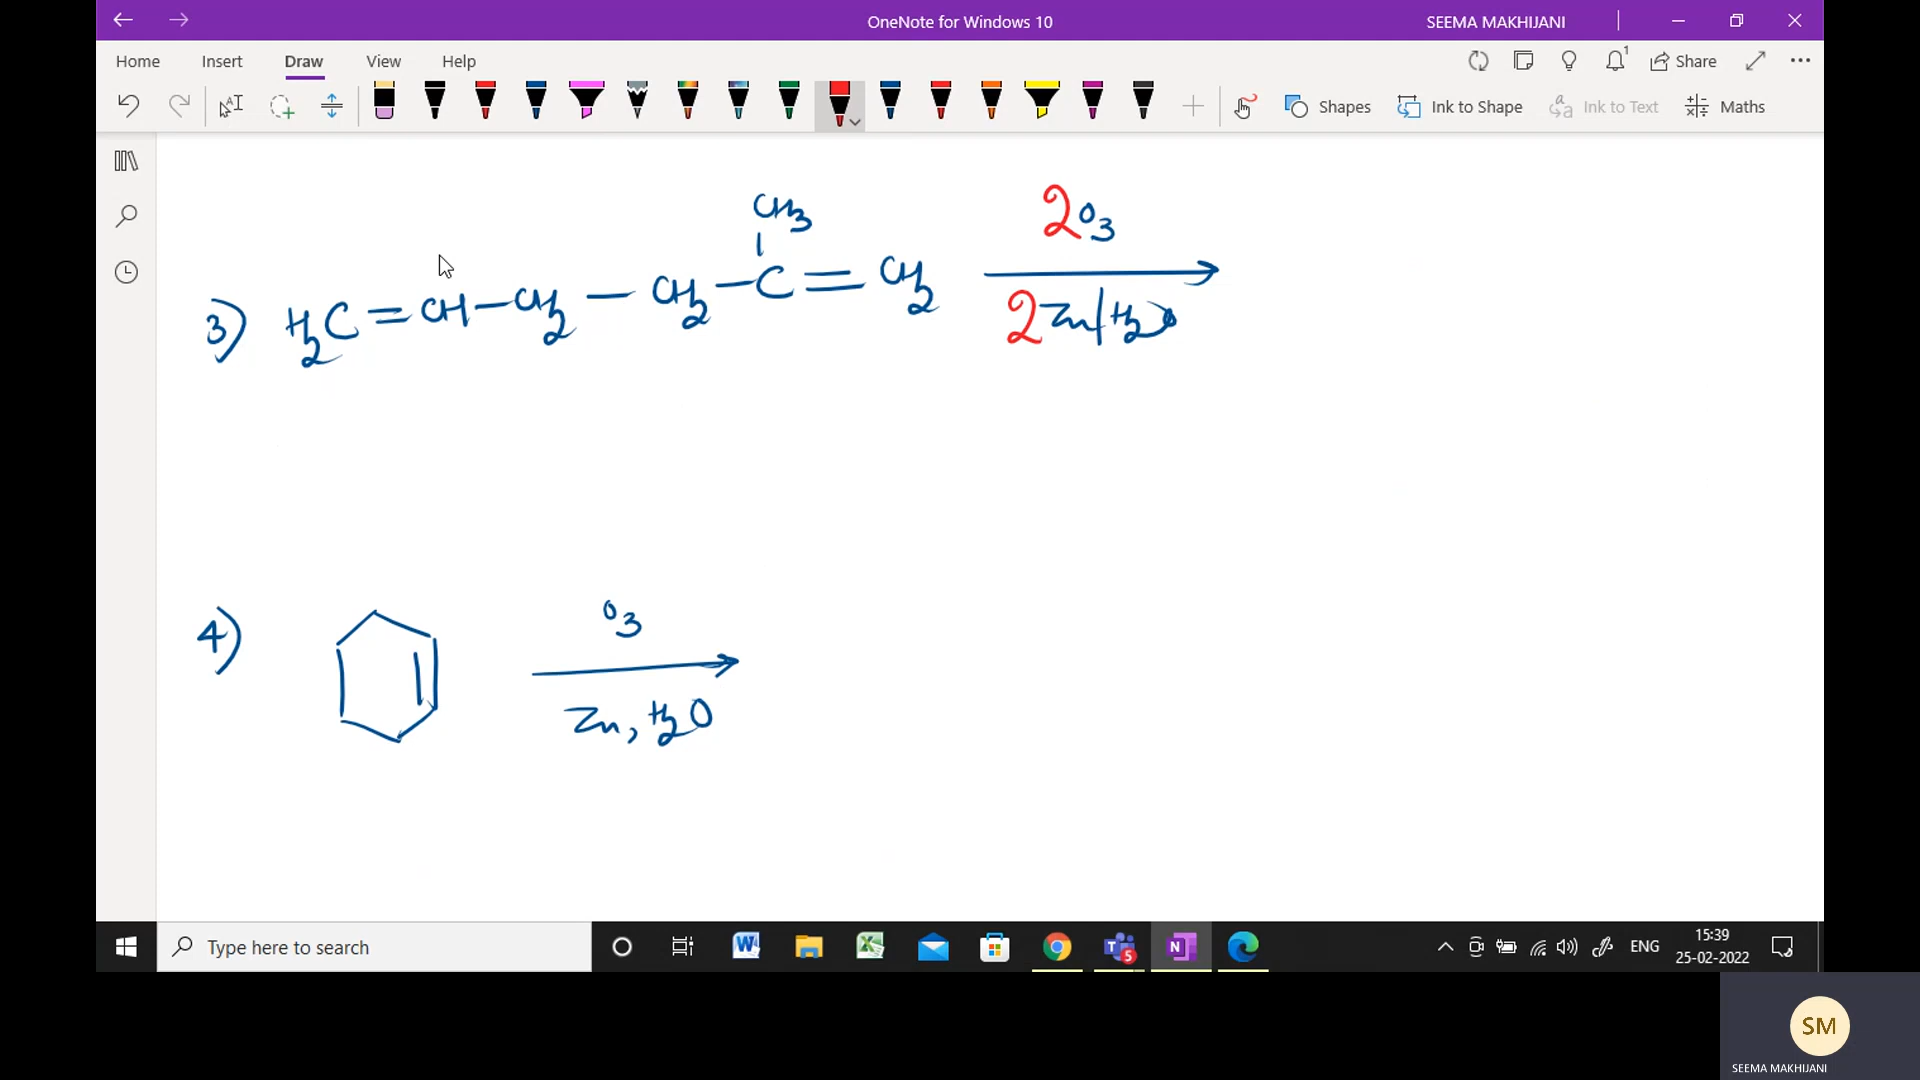 OneNote for Windows 10
SEEMA MAKHIJANI
Home Insert Draw View Help
1
Share
Shapes
Ink to Shape
Ink to Text
Maths
CH3
3) H2C=CH-CH2-CH2-C=CH2
2O3
2Zn/H2O
4)
O3
Zn, H2O
Type here to search
5
ENG
15:39
25-02-2022
SM
SEEMA MAKHIJANI